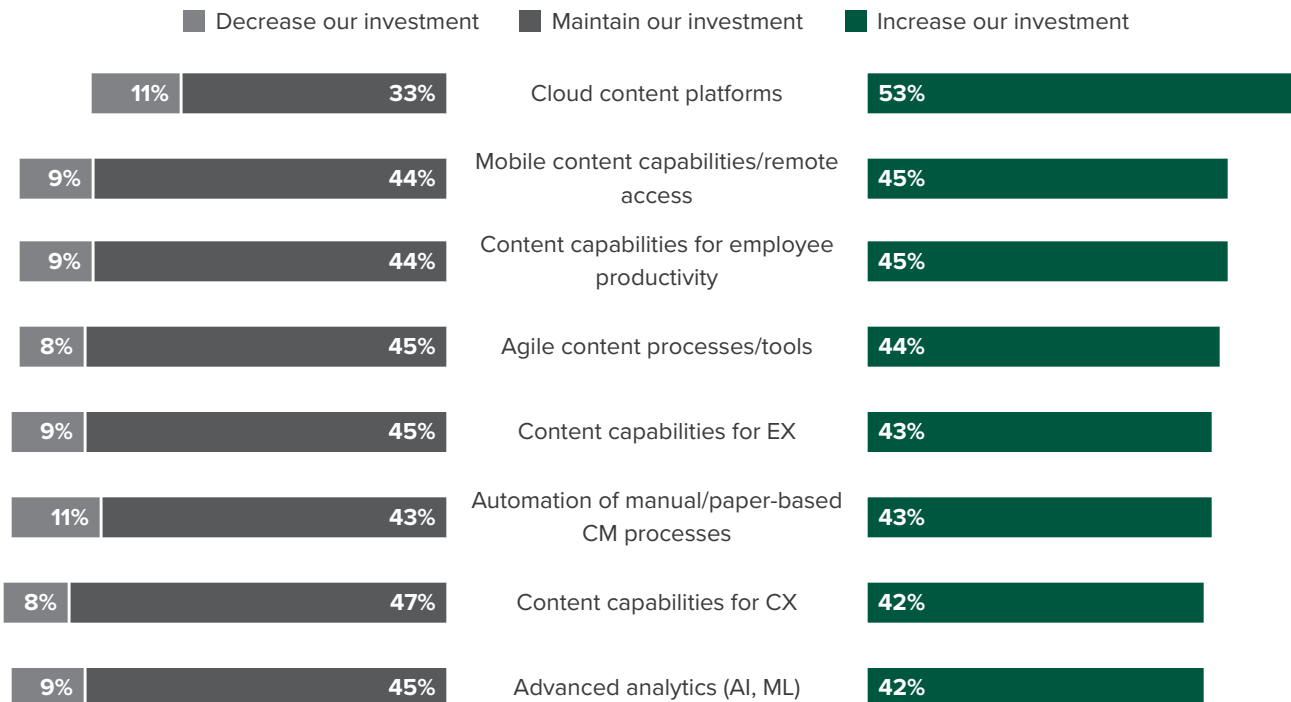 Decrease our investment Maintain our investment Increase our investment
11% 33% Cloud content platforms 53%
9% 44% Mobile content capabilities/remote
access 45%
9% 44% Content capabilities for employee
productivity 45%
8% 45% Agile content processes/tools 44%
9% 45% Content capabilities for EX 43%
11% 43% Automation of manual/paper-based
CM processes 43%
8% 47% Content capabilities for CX 42%
9% 45% Advanced analytics (AI, ML) 42%